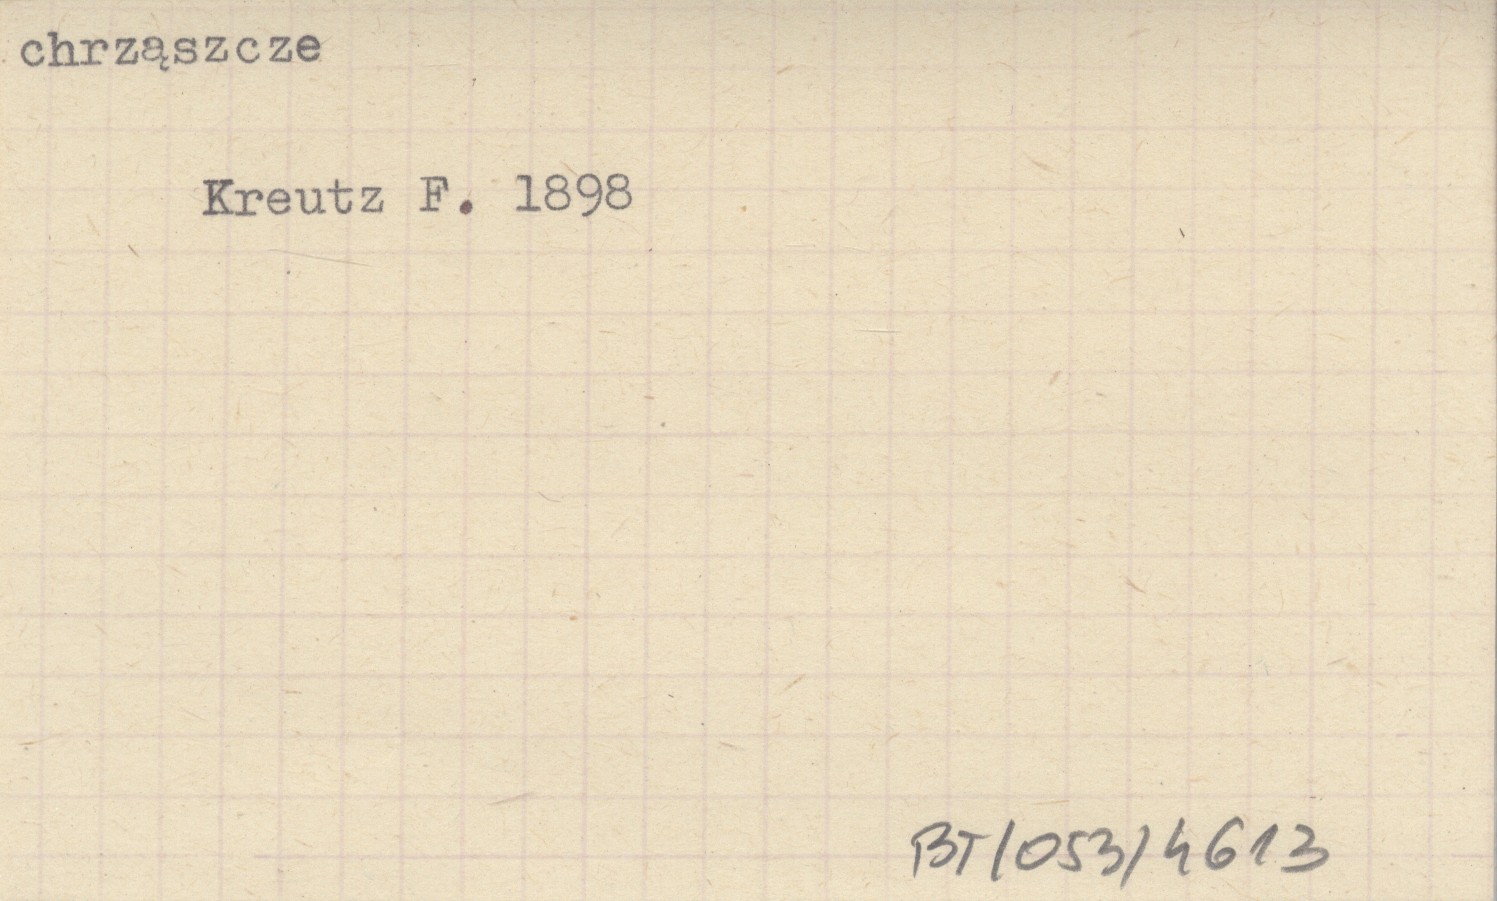 chrząszcze
Kreutz F. 1898
BT/053/4613